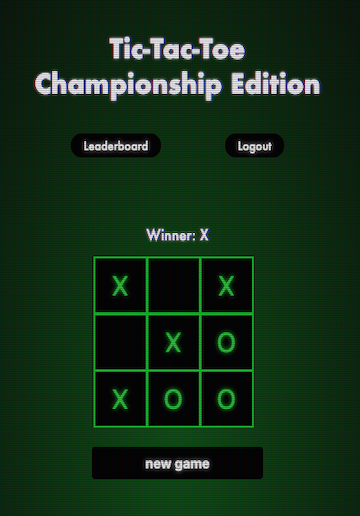 Tic-Tac-Toe
Championship Edition
Leaderboard Logout
Winner: X
X X
X O
X O O
new game